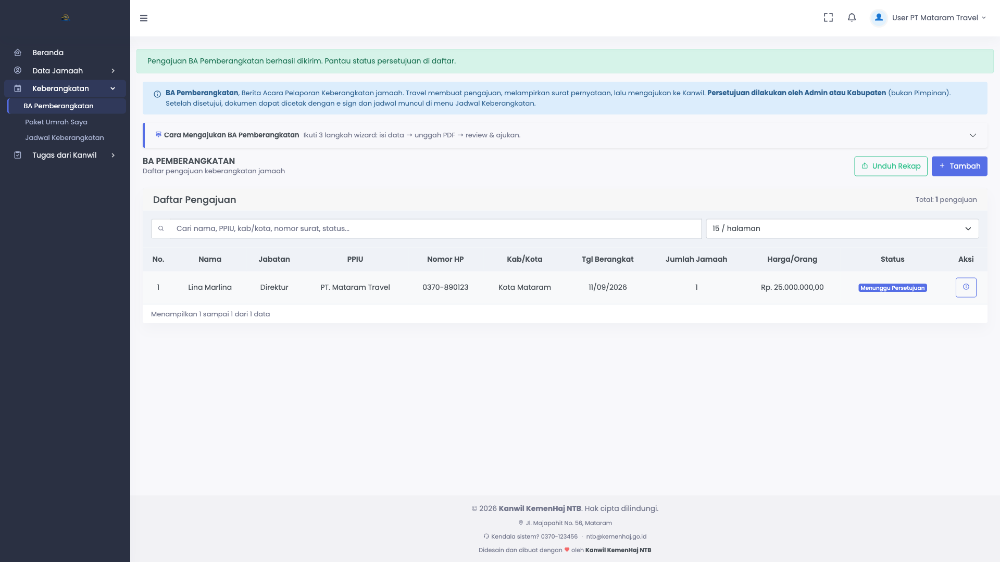 User PT Mataram Travel
Beranda
Data Jamaah
Keberangkatan
BA Pemberangkatan
Paket Umrah Saya
Jadwal Keberangkatan
Tugas dari Kanwil
Pengajuan BA Pemberangkatan berhasil dikirim. Pantau status persetujuan di daftar.
BA Pemberangkatan, Berita Acara Pelaporan Keberangkatan jamaah. Travel membuat pengajuan, melampirkan surat pernyataan, lalu mengajukan ke Kanwil. Persetujuan dilakukan oleh Admin atau Kabupaten (bukan Pimpinan).
Setelah disetujui, dokumen dapat dicetak dengan e sign dan jadwal muncul di menu Jadwal Keberangkatan.
Cara Mengajukan BA Pemberangkatan Ikuti 3 langkah wizard: isi data → unggah PDF → review & ajukan.
BA PEMBERANGKATAN
Daftar pengajuan keberangkatan jamaah
Unduh Rekap
+ Tambah
Daftar Pengajuan
Total: 1 pengajuan
Cari nama, PPIU, kab/kota, nomor surat, status...
15 / halaman
No. Nama Jabatan PPIU Nomor HP Kab/Kota Tgl Berangkat Jumlah Jamaah Harga/Orang Status Aksi
1 Lina Marlina Direktur PT. Mataram Travel 0370-890123 Kota Mataram 11/09/2026 1 Rp. 25.000.000,00 Menunggu Persetujuan
Menampilkan 1 sampai 1 dari 1 data
© 2026 Kanwil KemenHaj NTB. Hak cipta dilindungi.
Jl. Majapahit No. 56, Mataram
Kendala sistem? 0370-123456 · ntb@kemenhaj.go.id
Didesain dan dibuat dengan ❤ oleh Kanwil KemenHaj NTB